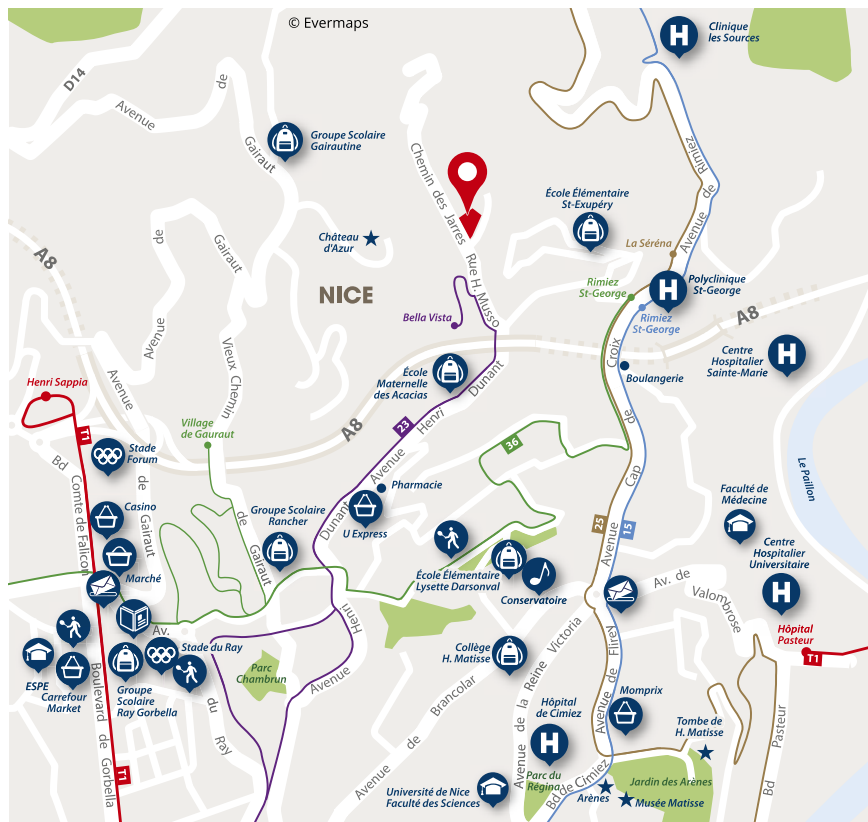 © Evermaps
Clinique
les Sources
D14
Avenue
de
Gairaut
Groupe Scolaire
Gairautine
Chemin des Jarres
Rue H. Musso
Avenue de Rimiez
École Élémentaire
St-Exupéry
La Séréna
Château
d'Azur
NICE
A8
Avenue
de
Gairaut
Rimiez
St-George
Polyclinique
St-George
Rimiez
St-George
A8
Bella Vista
Vieux Chemin
de
Gairaut
École
Maternelle
des Acacias
Boulangerie
Centre
Hospitalier
Sainte-Marie
Henri Sappia
T1
Avenue
de Gairaut
Village
de Gauraut
A8
23
Avenue Henri Dunant
36
Avenue Cap de Croix
Le Paillon
Stade
Forum
Bd
Comte de Falicon
Casino
Marché
Pharmacie
U Express
Groupe Scolaire
Rancher
Dunant
25
15
Faculté de
Médecine
Centre
Hospitalier
Universitaire
École Élémentaire
Lysette Darsonval
Conservatoire
Av. de
Valombrose
Hôpital
Pasteur
T1
Av.
du
Ray
Stade du Ray
ESPE
Carrefour
Market
Groupe
Scolaire
Ray Gorbella
Parc
Chambrun
Avenue
Henri
Collège
H. Matisse
Avenue de Brancolar
Avenue de la Reine Victoria
Avenue de Flirey
Momprix
Hôpital
de Cimiez
Tombe de
H. Matisse
Bd
Pasteur
Boulevard de Gorbella
T1
Parc du
Régina
Bd de Cimiez
Jardin des Arènes
Arènes
Musée Matisse
Université de Nice
Faculté des Sciences